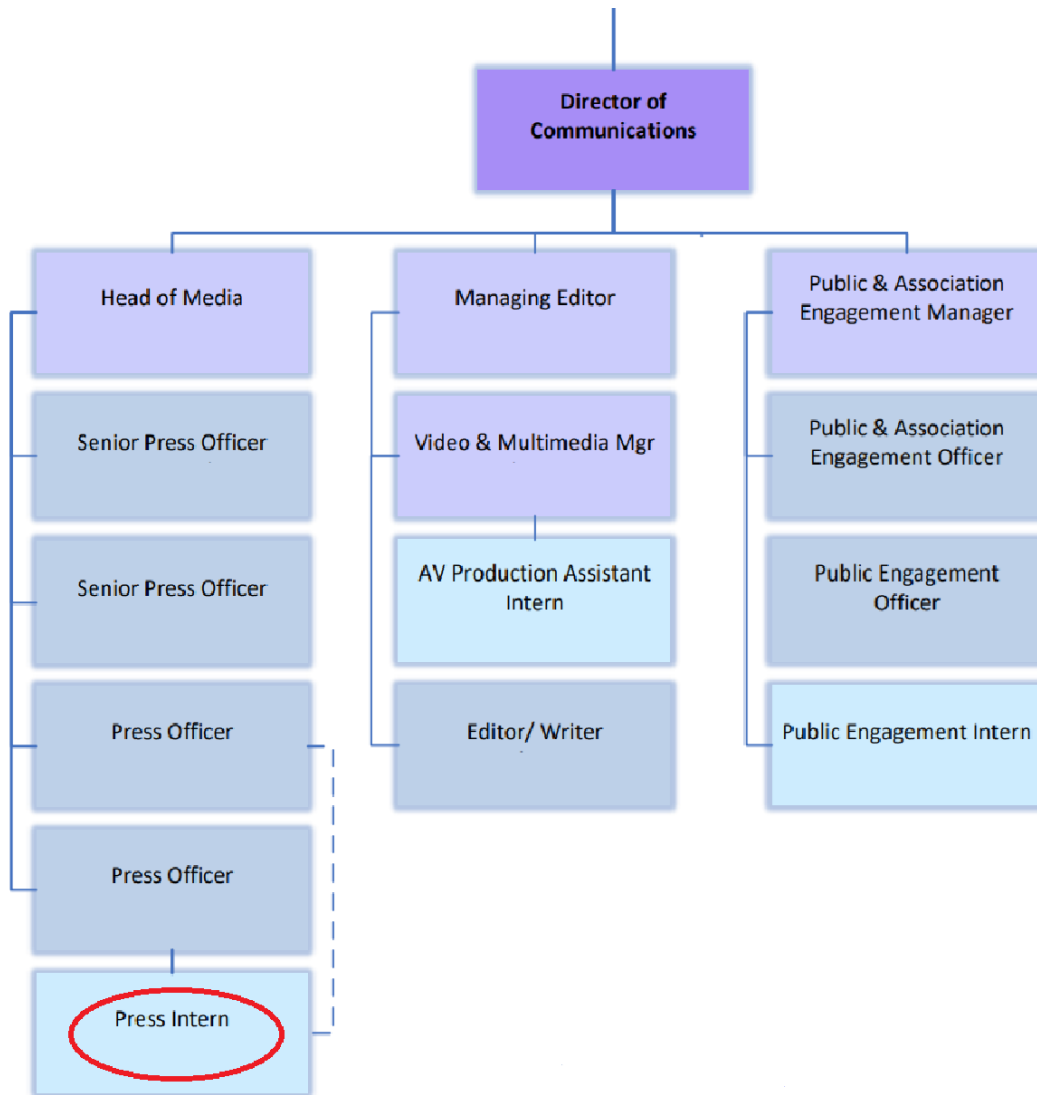 Director of
Communications
Head of Media
Managing Editor
Public & Association
Engagement Manager
Senior Press Officer
Video & Multimedia Mgr
Public & Association
Engagement Officer
Senior Press Officer
AV Production Assistant
Intern
Public Engagement
Officer
Press Officer
Editor/ Writer
Public Engagement Intern
Press Officer
Press Intern